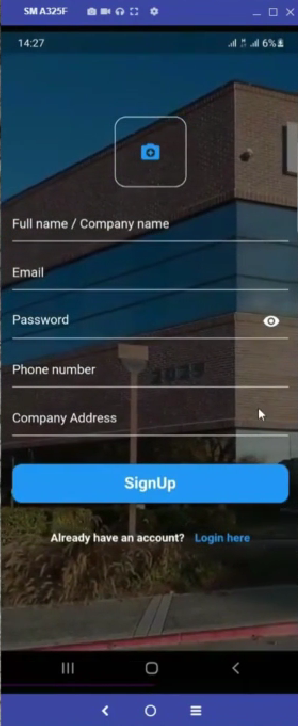 SM A325F
14:27
6%
Full name / Company name
Email
Password
Phone number
Company Address
SignUp
Already have an account? Login here